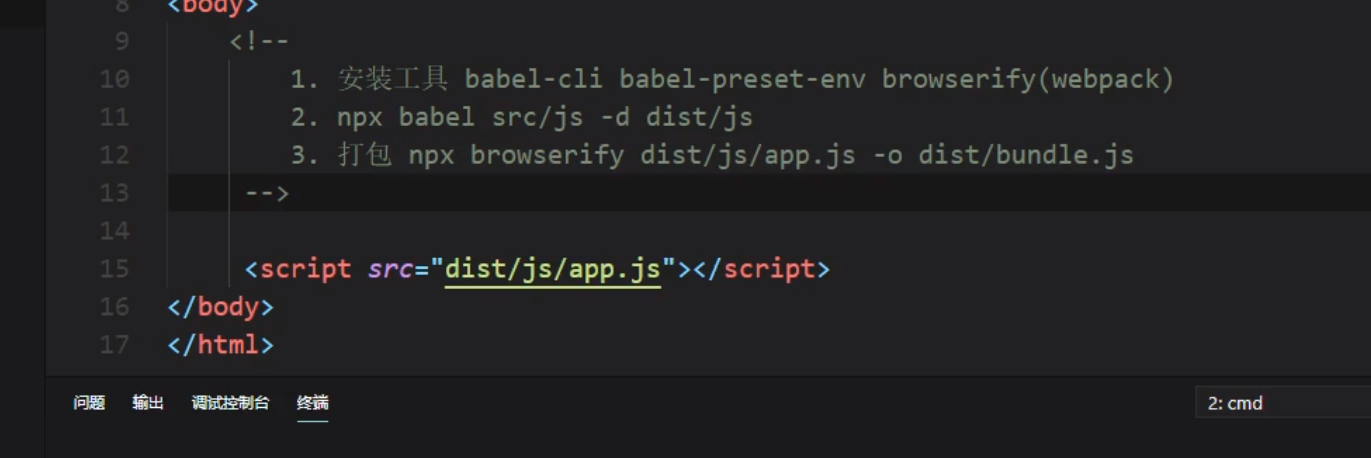 8 <body>
9 <!--
10 1. 安装工具 babel-cli babel-preset-env browserify(webpack)
11 2. npx babel src/js -d dist/js
12 3. 打包 npx browserify dist/js/app.js -o dist/bundle.js
13 -->
14
15 <script src="dist/js/app.js"></script>
16 </body>
17 </html>
问题 输出 调试控制台 终端 2: cmd